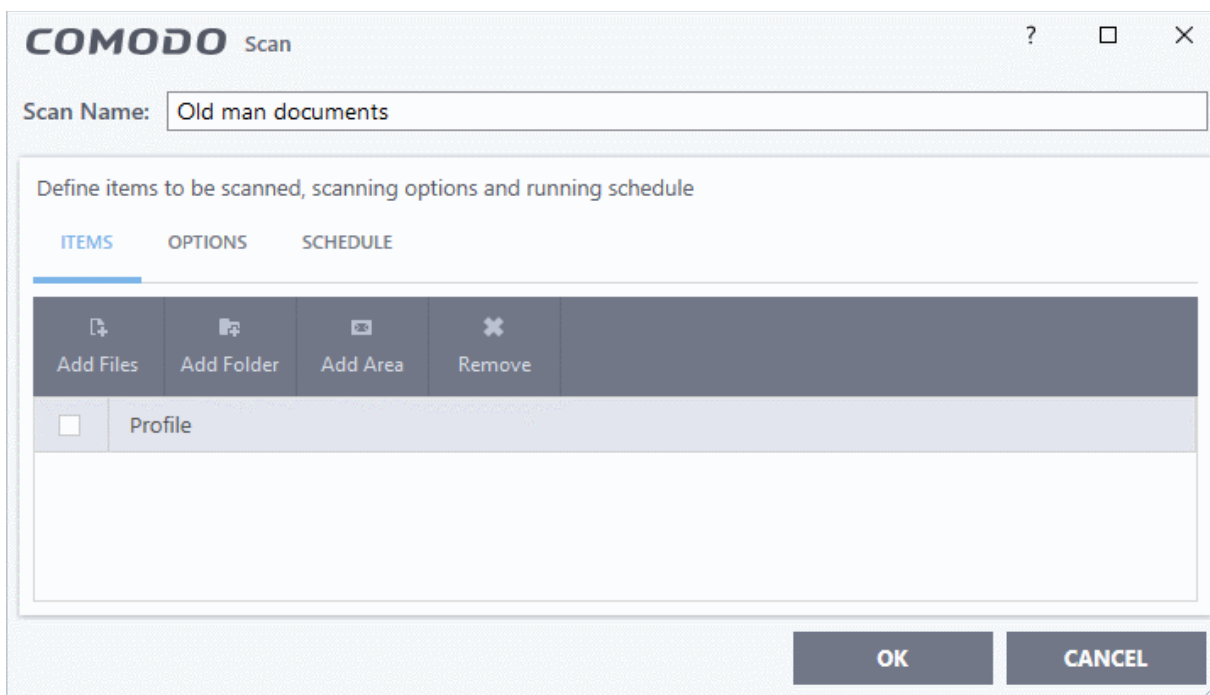 COMODO Scan ?
Scan Name: Old man documents
Define items to be scanned, scanning options and running schedule
ITEMS OPTIONS SCHEDULE
Add Files Add Folder Add Area Remove
Profile
OK CANCEL